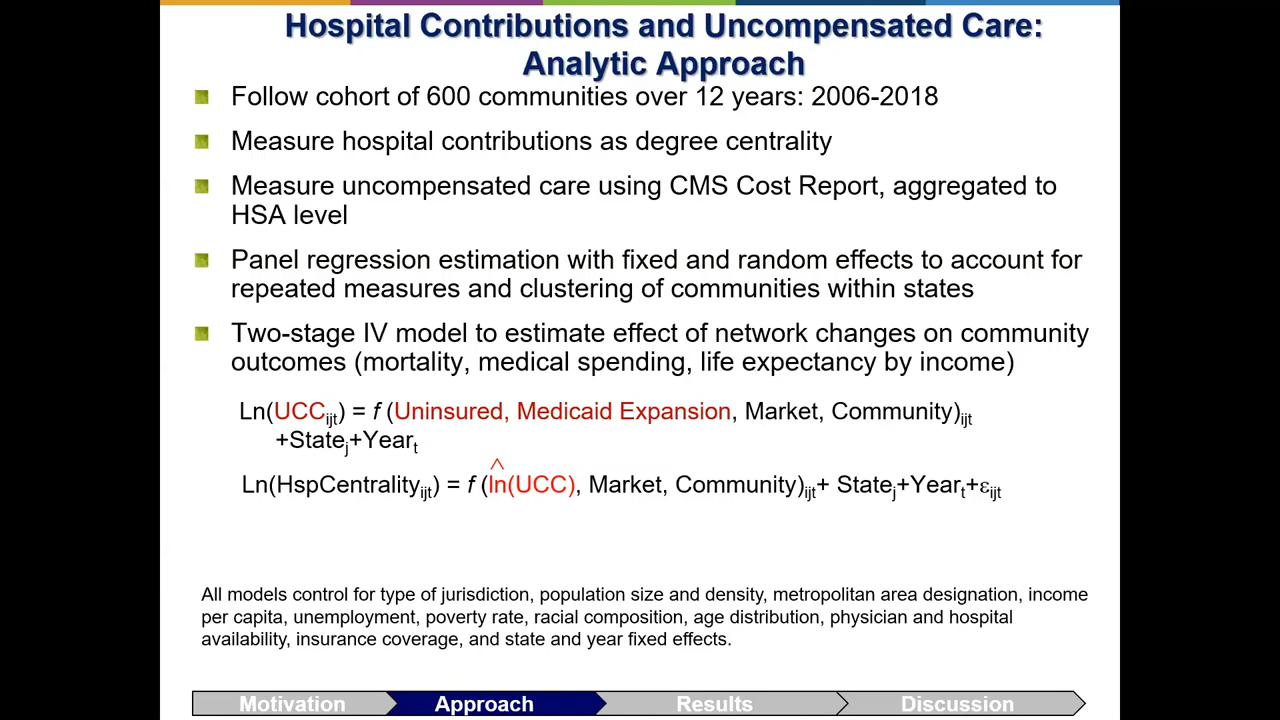 Hospital Contributions and Uncompensated Care:
Analytic Approach
Follow cohort of 600 communities over 12 years: 2006-2018
Measure hospital contributions as degree centrality
Measure uncompensated care using CMS Cost Report, aggregated to
HSA level
Panel regression estimation with fixed and random effects to account for
repeated measures and clustering of communities within states
Two-stage IV model to estimate effect of network changes on community
outcomes (mortality, medical spending, life expectancy by income)
Ln(UCCijt) = f (Uninsured, Medicaid Expansion, Market, Community)ijt
+Statej+Yeart
^
Ln(HspCentralityijt) = f (ln(UCC), Market, Community)ijt+ Statej+Yeart+εijt
All models control for type of jurisdiction, population size and density, metropolitan area designation, income
per capita, unemployment, poverty rate, racial composition, age distribution, physician and hospital
availability, insurance coverage, and state and year fixed effects.
Motivation Approach Results Discussion